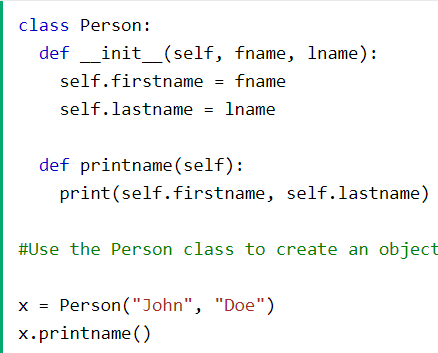 class Person:
  def __init__(self, fname, lname):
    self.firstname = fname
    self.lastname = lname

  def printname(self):
    print(self.firstname, self.lastname)

#Use the Person class to create an object

x = Person("John", "Doe")
x.printname()